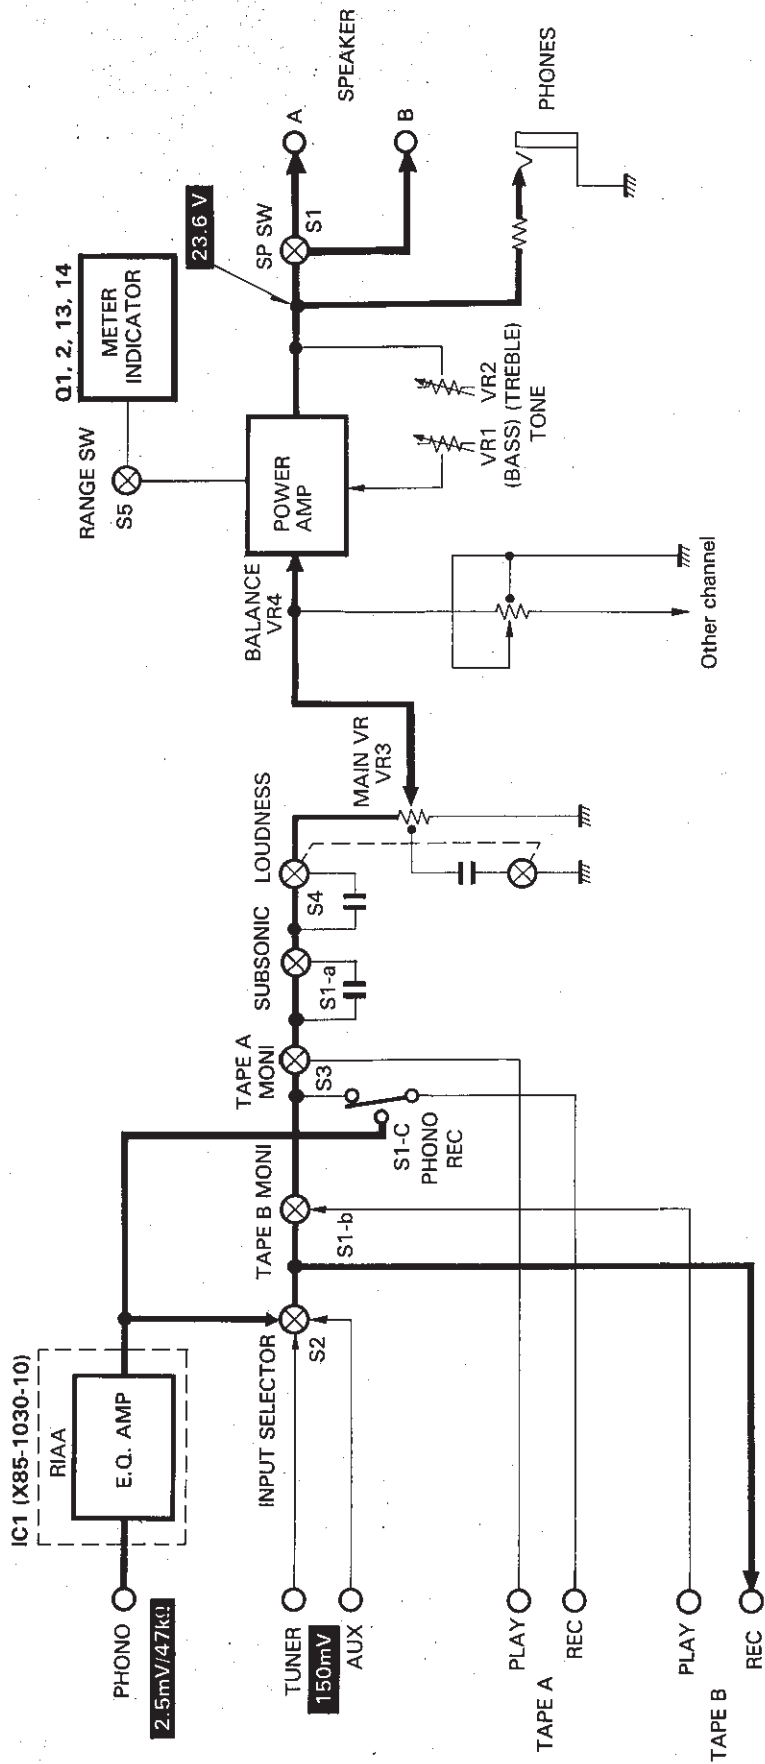 IC1 (X85-1030-10)
RIAA
E.Q. AMP
PHONO
2.5mV/47kΩ
INPUT SELECTOR
S2
TUNER
150mV
AUX
TAPE B MONI
S1-b
S1-C
PHONO
REC
TAPE A
MONI
S3
SUBSONIC
S1-a
LOUDNESS
S4
MAIN VR
VR3
BALANCE
VR4
Other channel
POWER
AMP
RANGE SW
S5
Q1, 2, 13, 14
METER
INDICATOR
VR1 VR2
(BASS) (TREBLE)
TONE
23.6 V
SP SW
S1
A
B
SPEAKER
PHONES
PLAY
TAPE A
REC
PLAY
TAPE B
REC